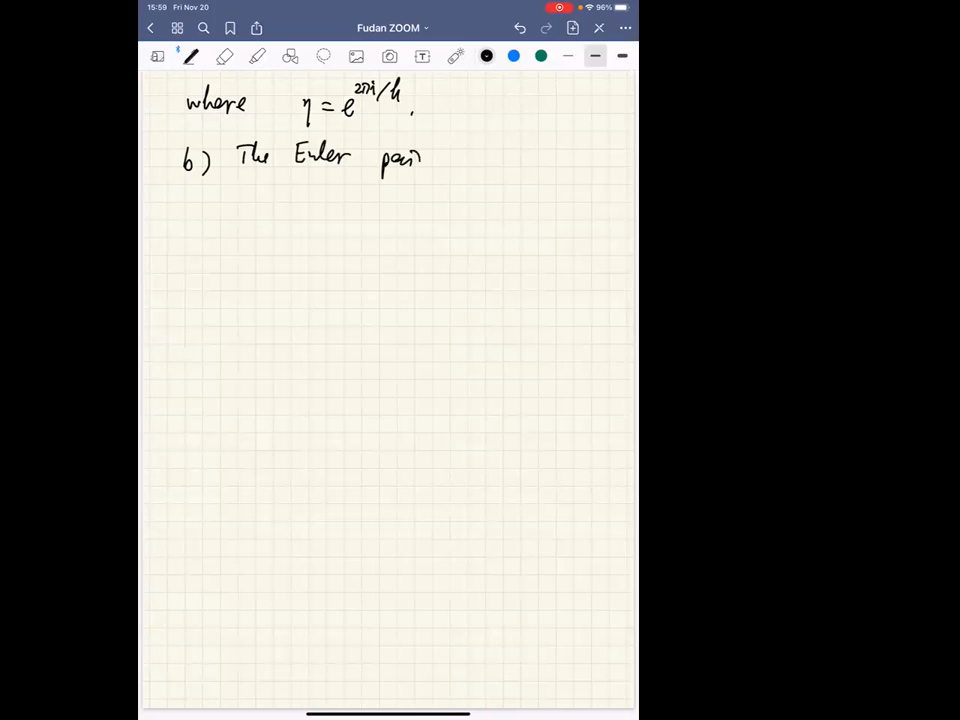 15:59 Fri Nov 20
96%
Fudan ZOOM
where η = e^{2πi/h}.
b) The Euler pair